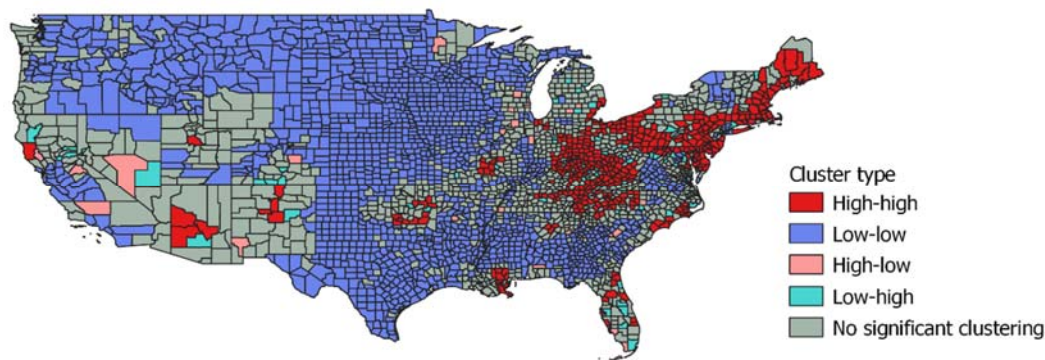 Cluster type
High-high
Low-low
High-low
Low-high
No significant clustering